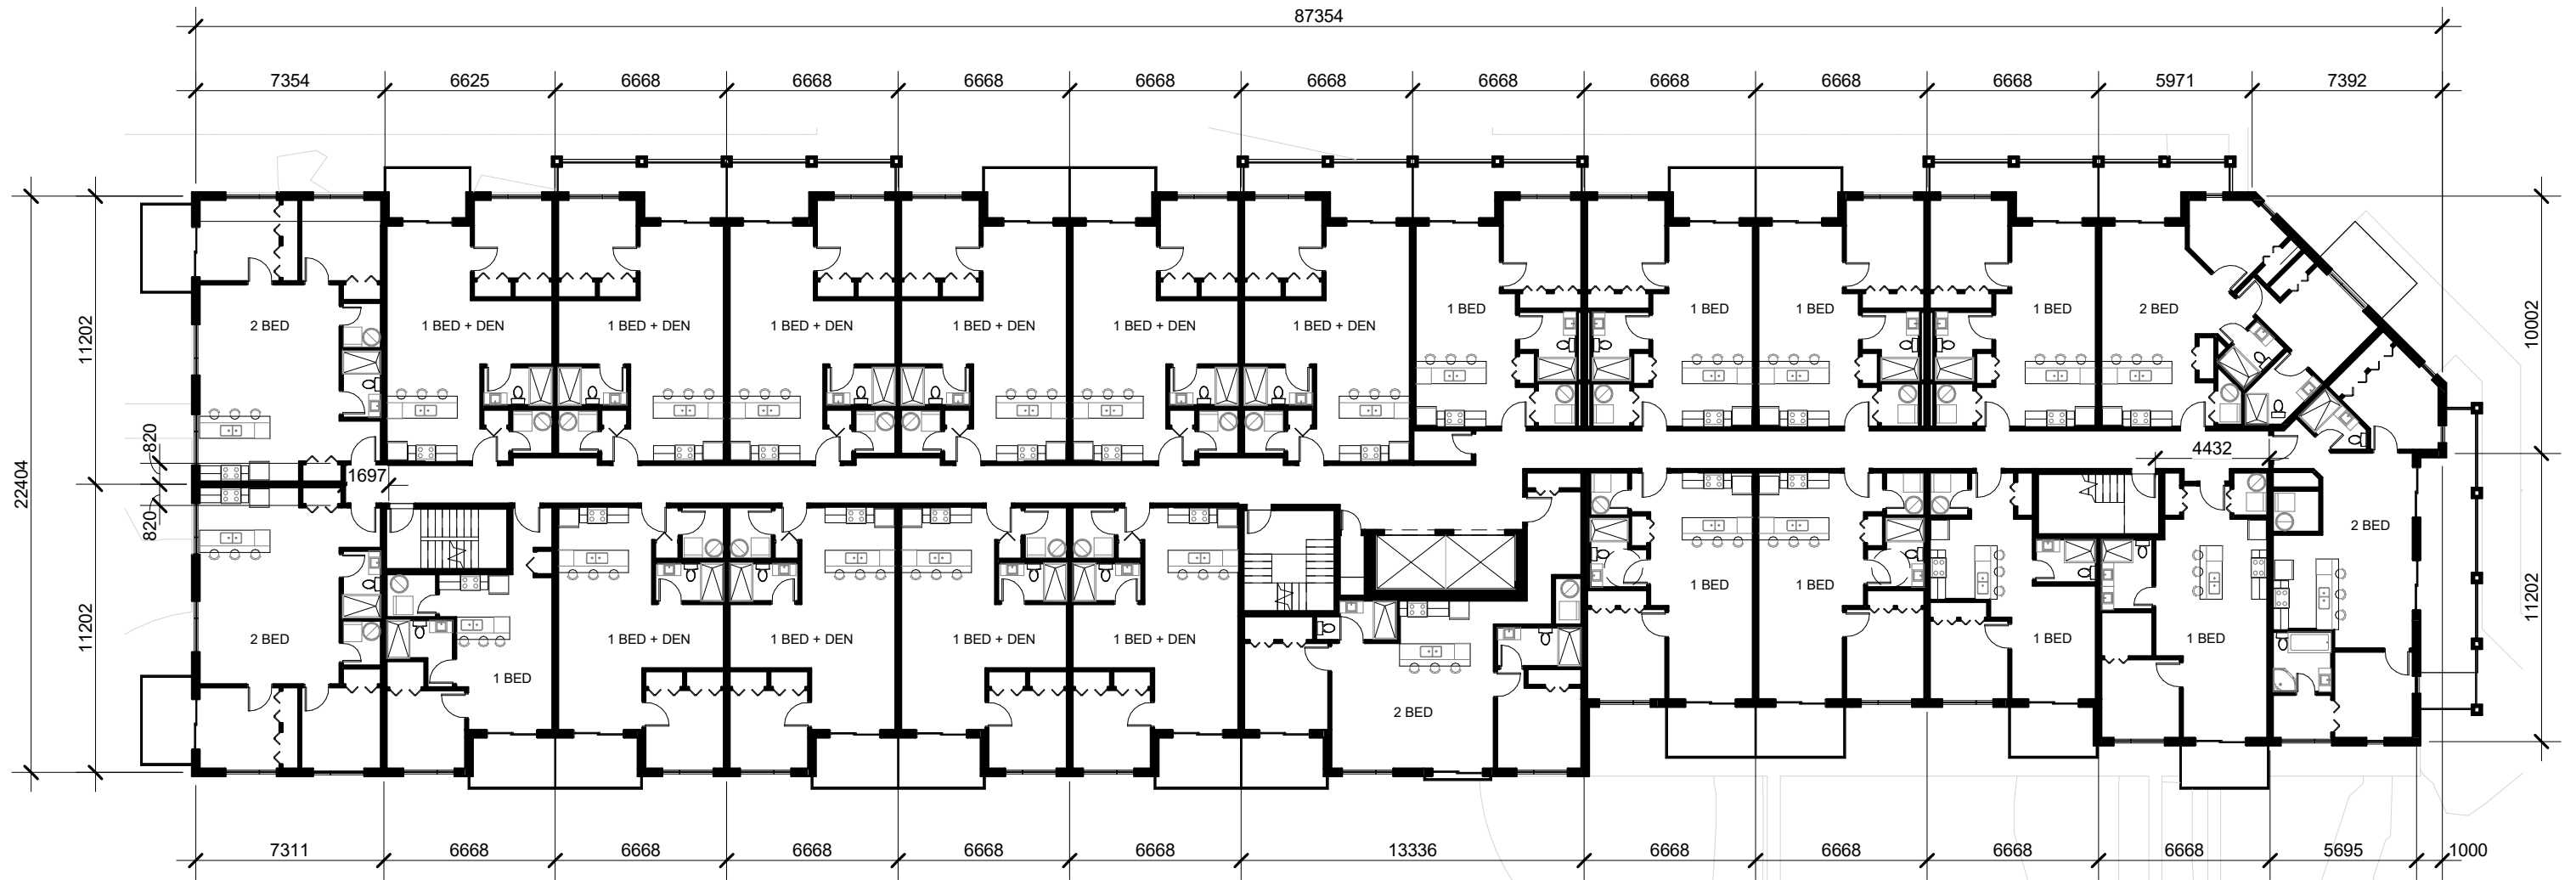 87354
7354 6625 6668 6668 6668 6668 6668 6668 6668 6668 6668 5971 7392
1 BED 1 BED 1 BED 1 BED 2 BED
2 BED 1 BED + DEN 1 BED + DEN 1 BED + DEN 1 BED + DEN 1 BED + DEN 1 BED + DEN
11202 10002
820 4432
22404 1697
820
2 BED
1 BED 1 BED
11202 11202
2 BED 1 BED + DEN 1 BED + DEN 1 BED + DEN 1 BED + DEN 1 BED 1 BED
1 BED
2 BED
7311 6668 6668 6668 6668 6668 13336 6668 6668 6668 6668 5695 1000